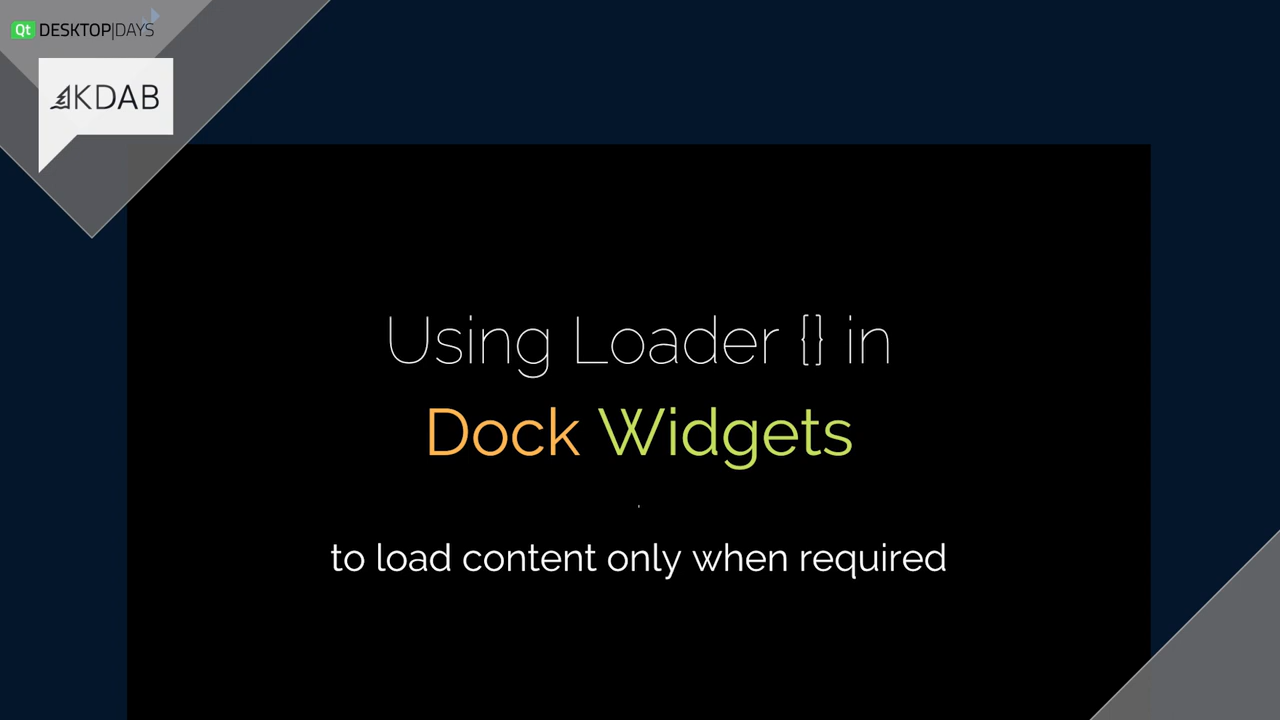 Qt DESKTOP|DAYS
KDAB
Using Loader {} in
Dock Widgets
to load content only when required